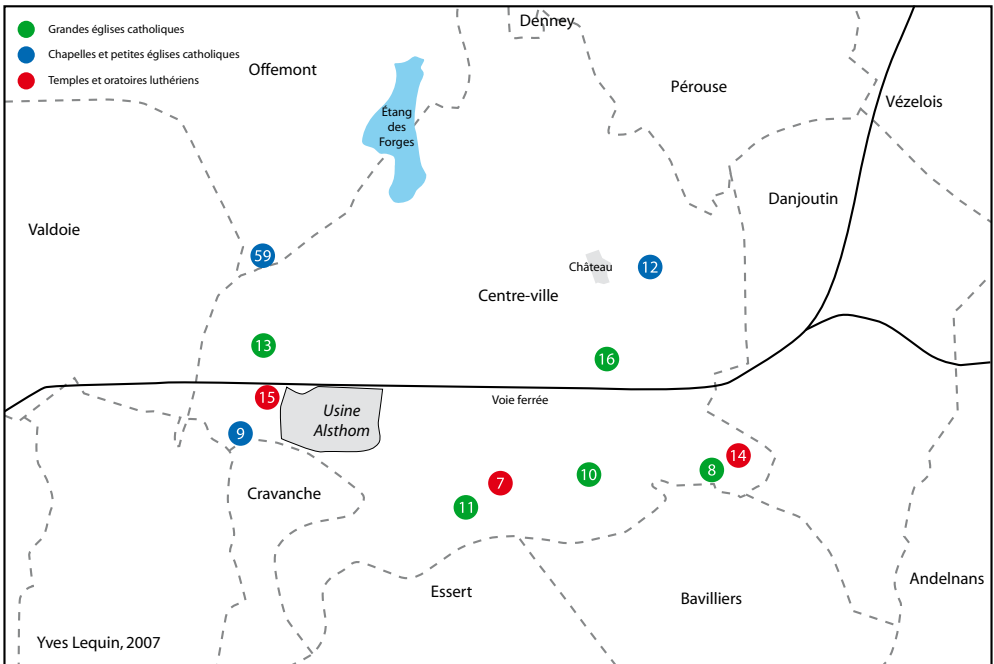 Grandes églises catholiques
Chapelles et petites églises catholiques
Temples et oratoires luthériens
Denney
Offemont
Pérouse
Vézelois
Étang
des
Forges
Danjoutin
Valdoie
59
Château
12
Centre-ville
13
16
Voie ferrée
15
Usine
Alsthom
9
14
8
10
7
Cravanche
11
Andelnans
Essert
Bavilliers
Yves Lequin, 2007